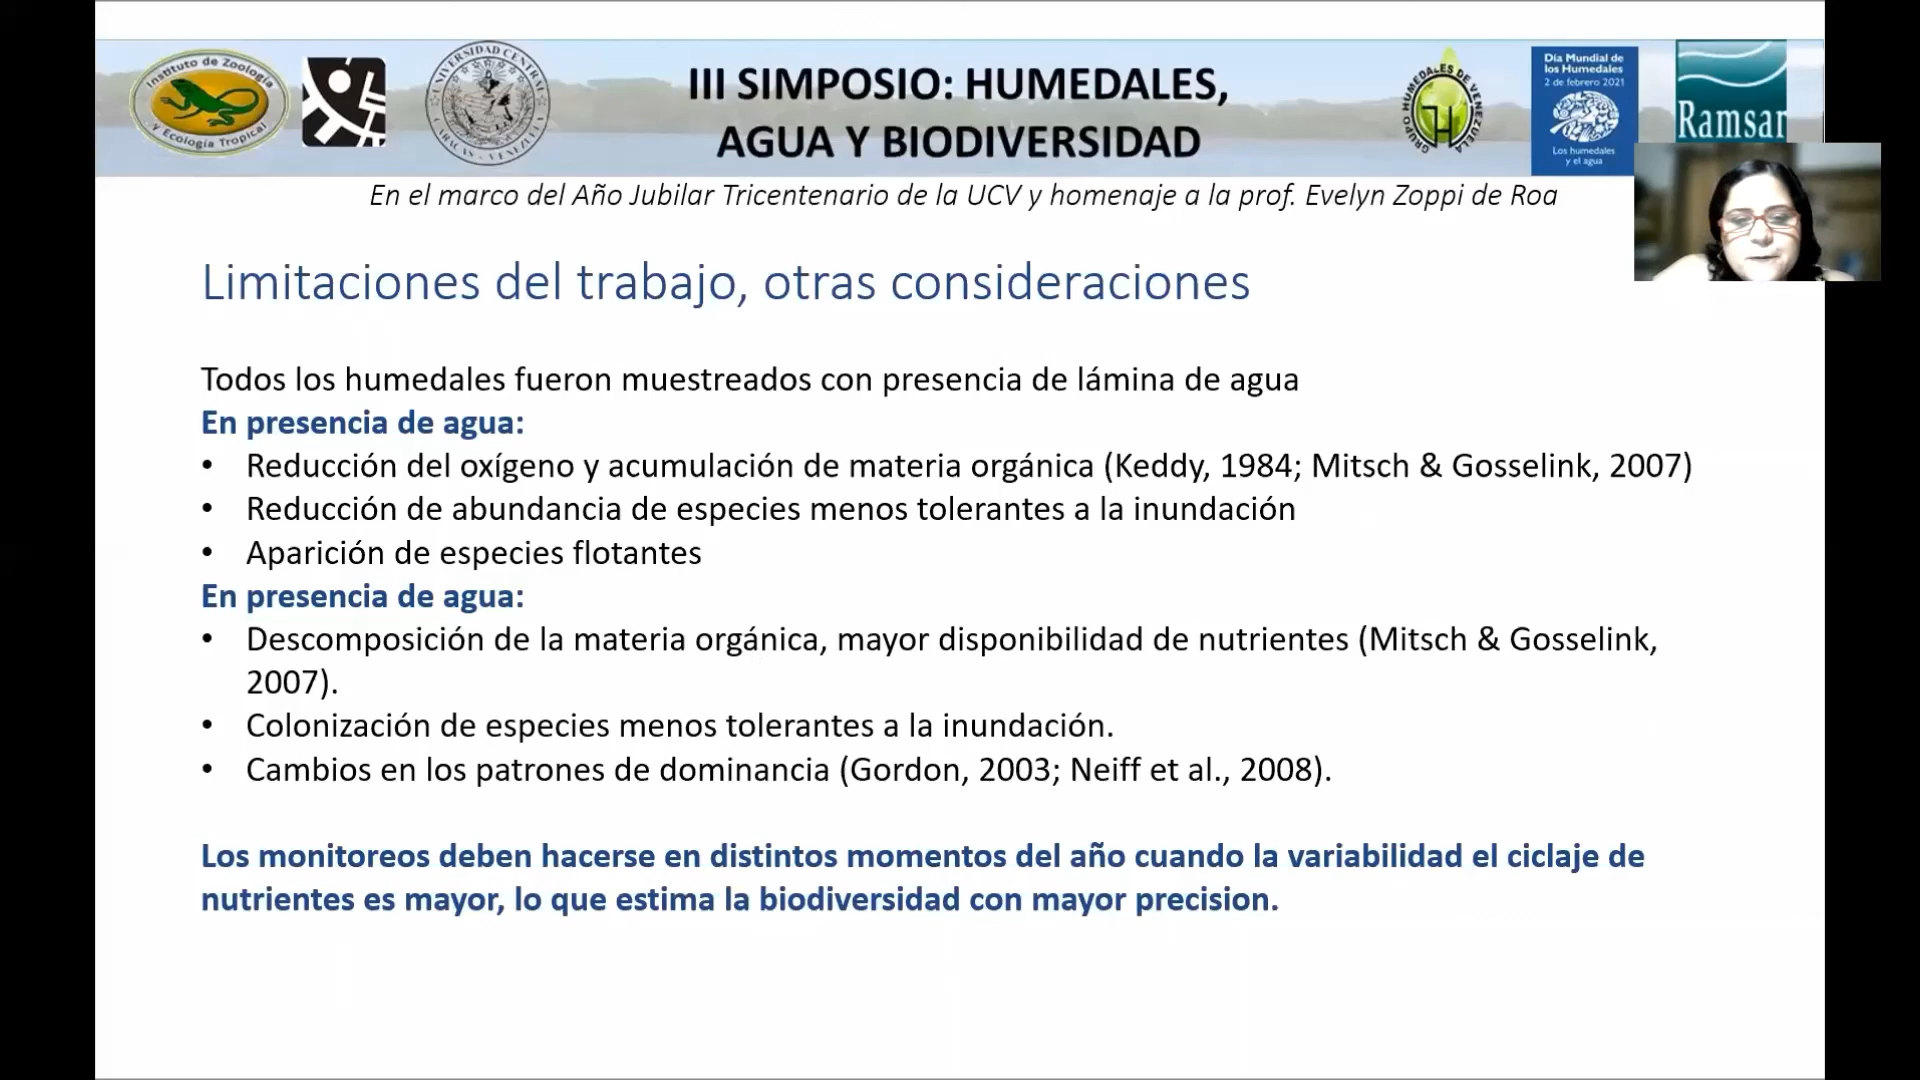 Instituto de Zoología
y Ecología Tropical
UNIVERSIDAD CENTRAL
CARACAS - VENEZUELA
III SIMPOSIO: HUMEDALES,
AGUA Y BIODIVERSIDAD
GRUPO HUMEDALES DE VENEZUELA
Día Mundial de
los Humedales
2 de febrero 2021
Los humedales
y el agua
Ramsar
En el marco del Año Jubilar Tricentenario de la UCV y homenaje a la prof. Evelyn Zoppi de Roa
Limitaciones del trabajo, otras consideraciones
Todos los humedales fueron muestreados con presencia de lámina de agua
En presencia de agua:
• Reducción del oxígeno y acumulación de materia orgánica (Keddy, 1984; Mitsch & Gosselink, 2007)
• Reducción de abundancia de especies menos tolerantes a la inundación
• Aparición de especies flotantes
En presencia de agua:
• Descomposición de la materia orgánica, mayor disponibilidad de nutrientes (Mitsch & Gosselink,
2007).
• Colonización de especies menos tolerantes a la inundación.
• Cambios en los patrones de dominancia (Gordon, 2003; Neiff et al., 2008).
Los monitoreos deben hacerse en distintos momentos del año cuando la variabilidad el ciclaje de
nutrientes es mayor, lo que estima la biodiversidad con mayor precision.